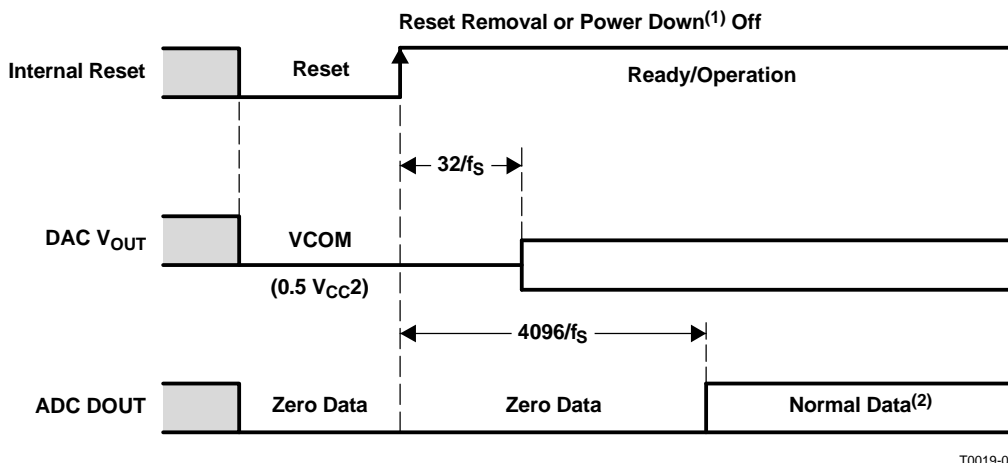 Reset Removal or Power Down(1) Off
Internal Reset
Reset
Ready/Operation
32/fS
DAC VOUT
VCOM
(0.5 VCC2)
4096/fS
ADC DOUT
Zero Data
Zero Data
Normal Data(2)